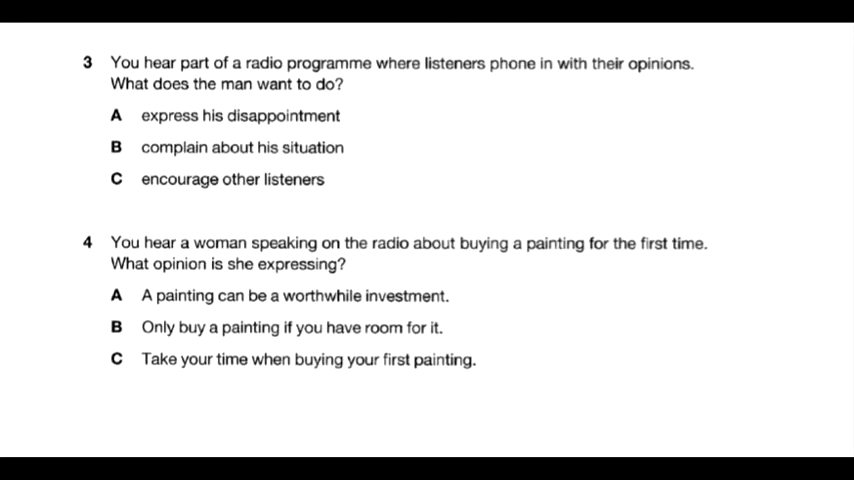 3 You hear part of a radio programme where listeners phone in with their opinions.
What does the man want to do?
A express his disappointment
B complain about his situation
C encourage other listeners
4 You hear a woman speaking on the radio about buying a painting for the first time.
What opinion is she expressing?
A A painting can be a worthwhile investment.
B Only buy a painting if you have room for it.
C Take your time when buying your first painting.